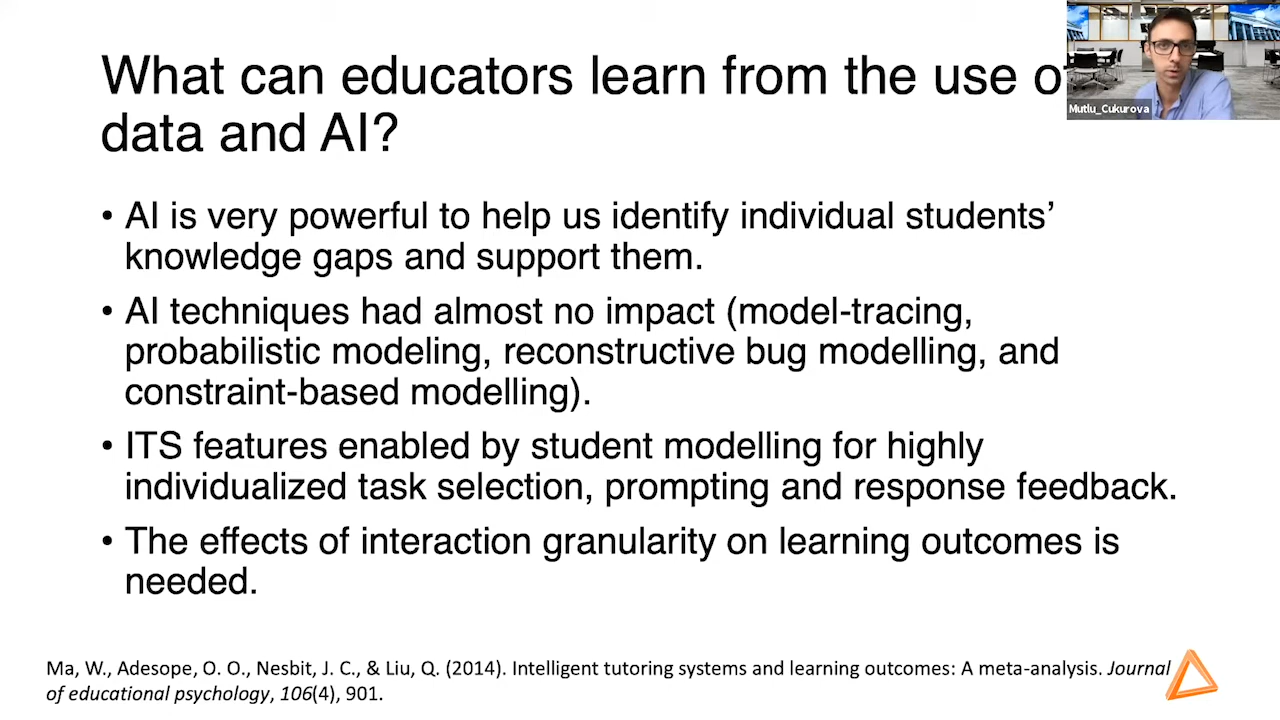 What can educators learn from the use of
data and AI?
Mutlu_Cukurova
• AI is very powerful to help us identify individual students’
knowledge gaps and support them.
• AI techniques had almost no impact (model-tracing,
probabilistic modeling, reconstructive bug modelling, and
constraint-based modelling).
• ITS features enabled by student modelling for highly
individualized task selection, prompting and response feedback.
• The effects of interaction granularity on learning outcomes is
needed.
Ma, W., Adesope, O. O., Nesbit, J. C., & Liu, Q. (2014). Intelligent tutoring systems and learning outcomes: A meta-analysis. Journal
of educational psychology, 106(4), 901.